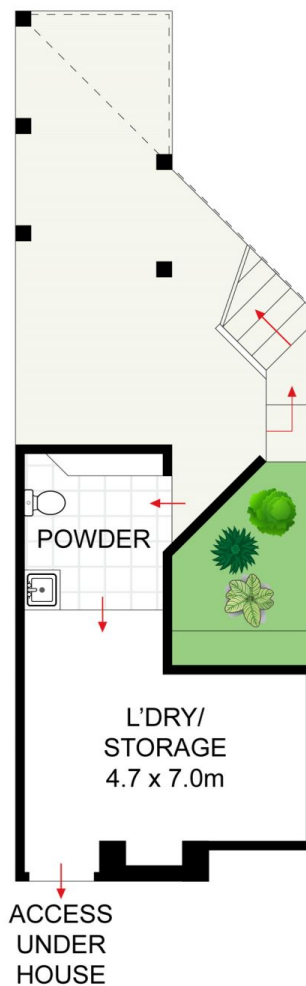 POWDER
L'DRY/
STORAGE
4.7 x 7.0m
ACCESS
UNDER
HOUSE